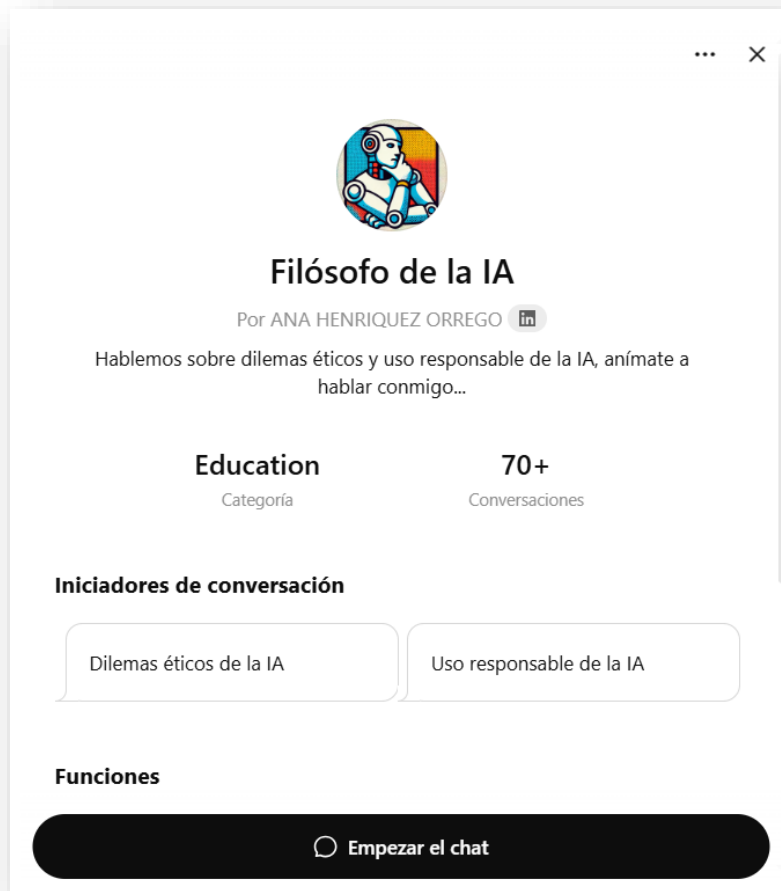 Filósofo de la IA
Por ANA HENRIQUEZ ORREGO in
Hablemos sobre dilemas éticos y uso responsable de la IA, anímate a
hablar conmigo...
Education
70+
Categoría
Conversaciones
Iniciadores de conversación
Dilemas éticos de la IA
Uso responsable de la IA
Funciones
Empezar el chat